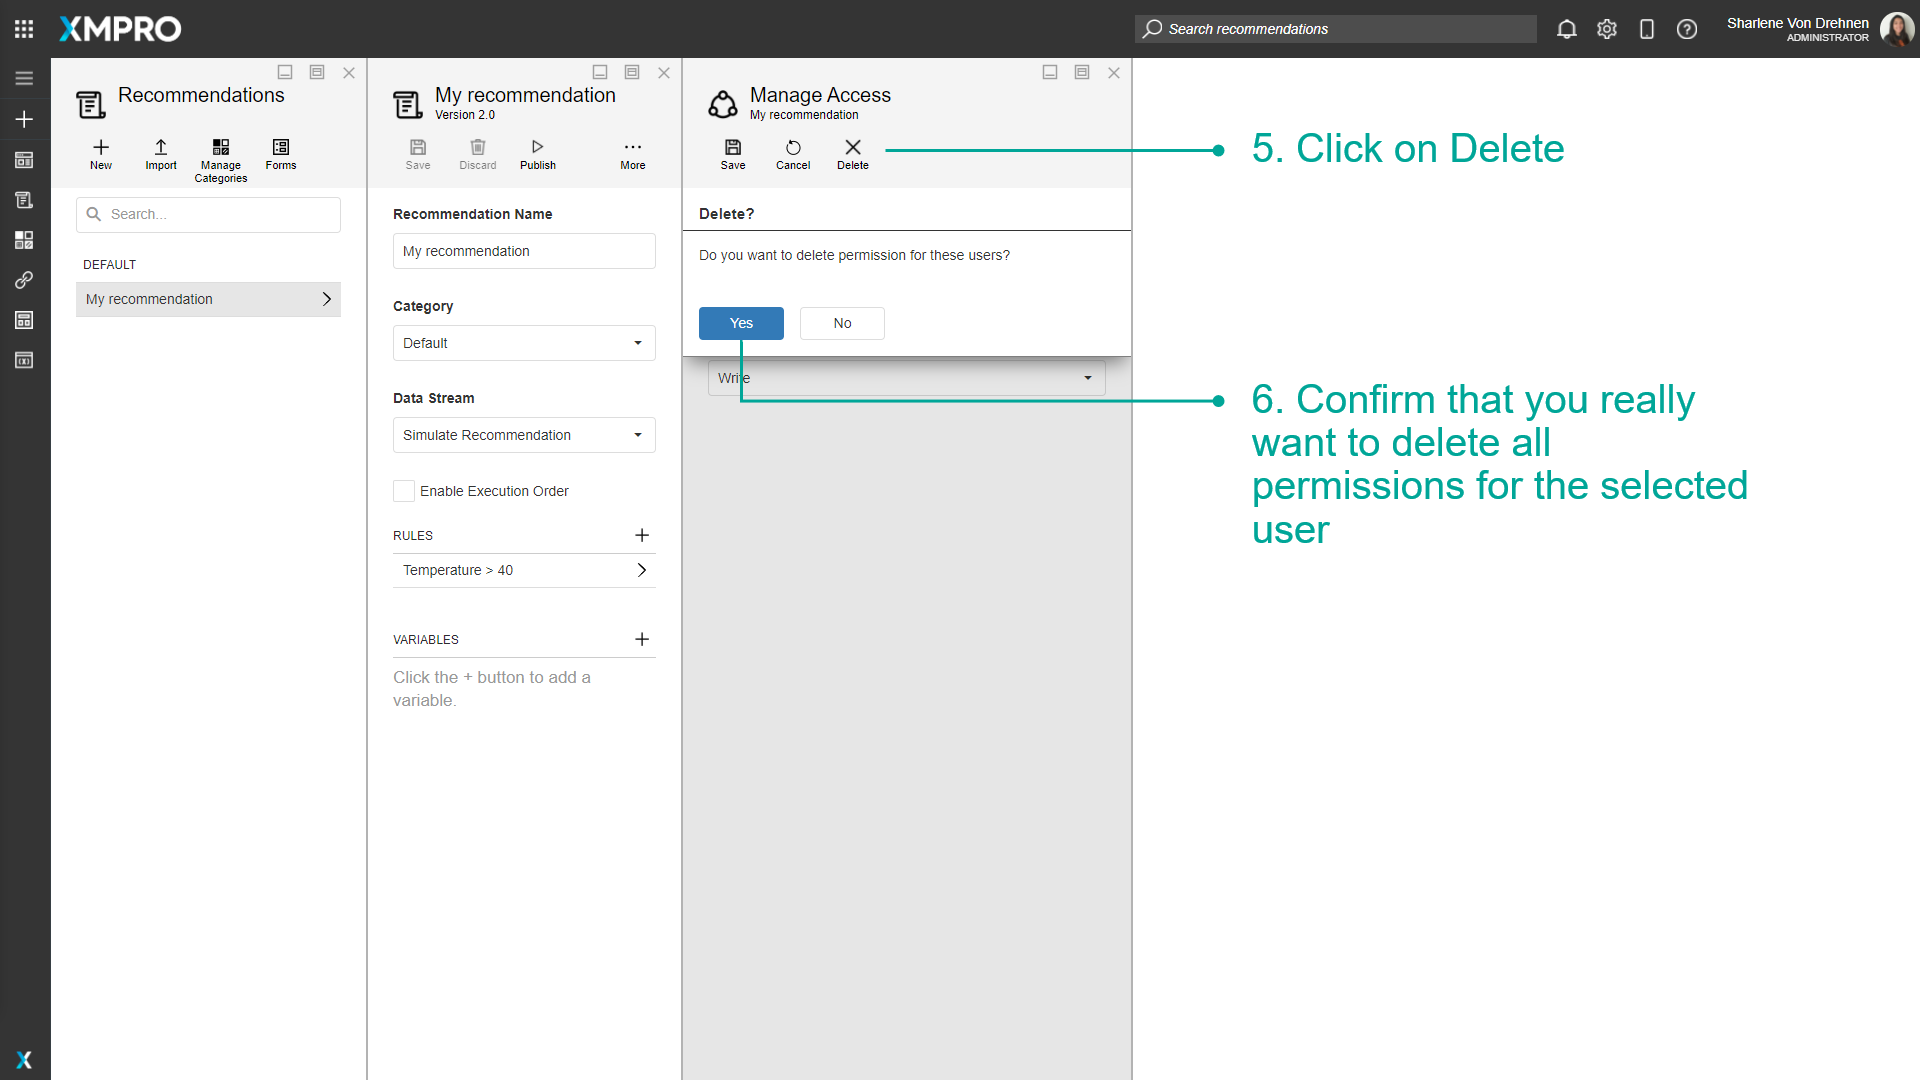 XMPRO
Search recommendations
Sharlene Von Drehnen
ADMINISTRATOR
Recommendations
New
Import
Manage
Categories
Forms
Search...
DEFAULT
My recommendation
My recommendation
Version 2.0
Save
Discard
Publish
More
Recommendation Name
My recommendation
Category
Default
Data Stream
Simulate Recommendation
Enable Execution Order
RULES
Temperature > 40
VARIABLES
Click the + button to add a
variable.
Manage Access
My recommendation
Save
Cancel
Delete
Delete?
Do you want to delete permission for these users?
Yes
No
Write
5. Click on Delete
6. Confirm that you really
want to delete all
permissions for the selected
user